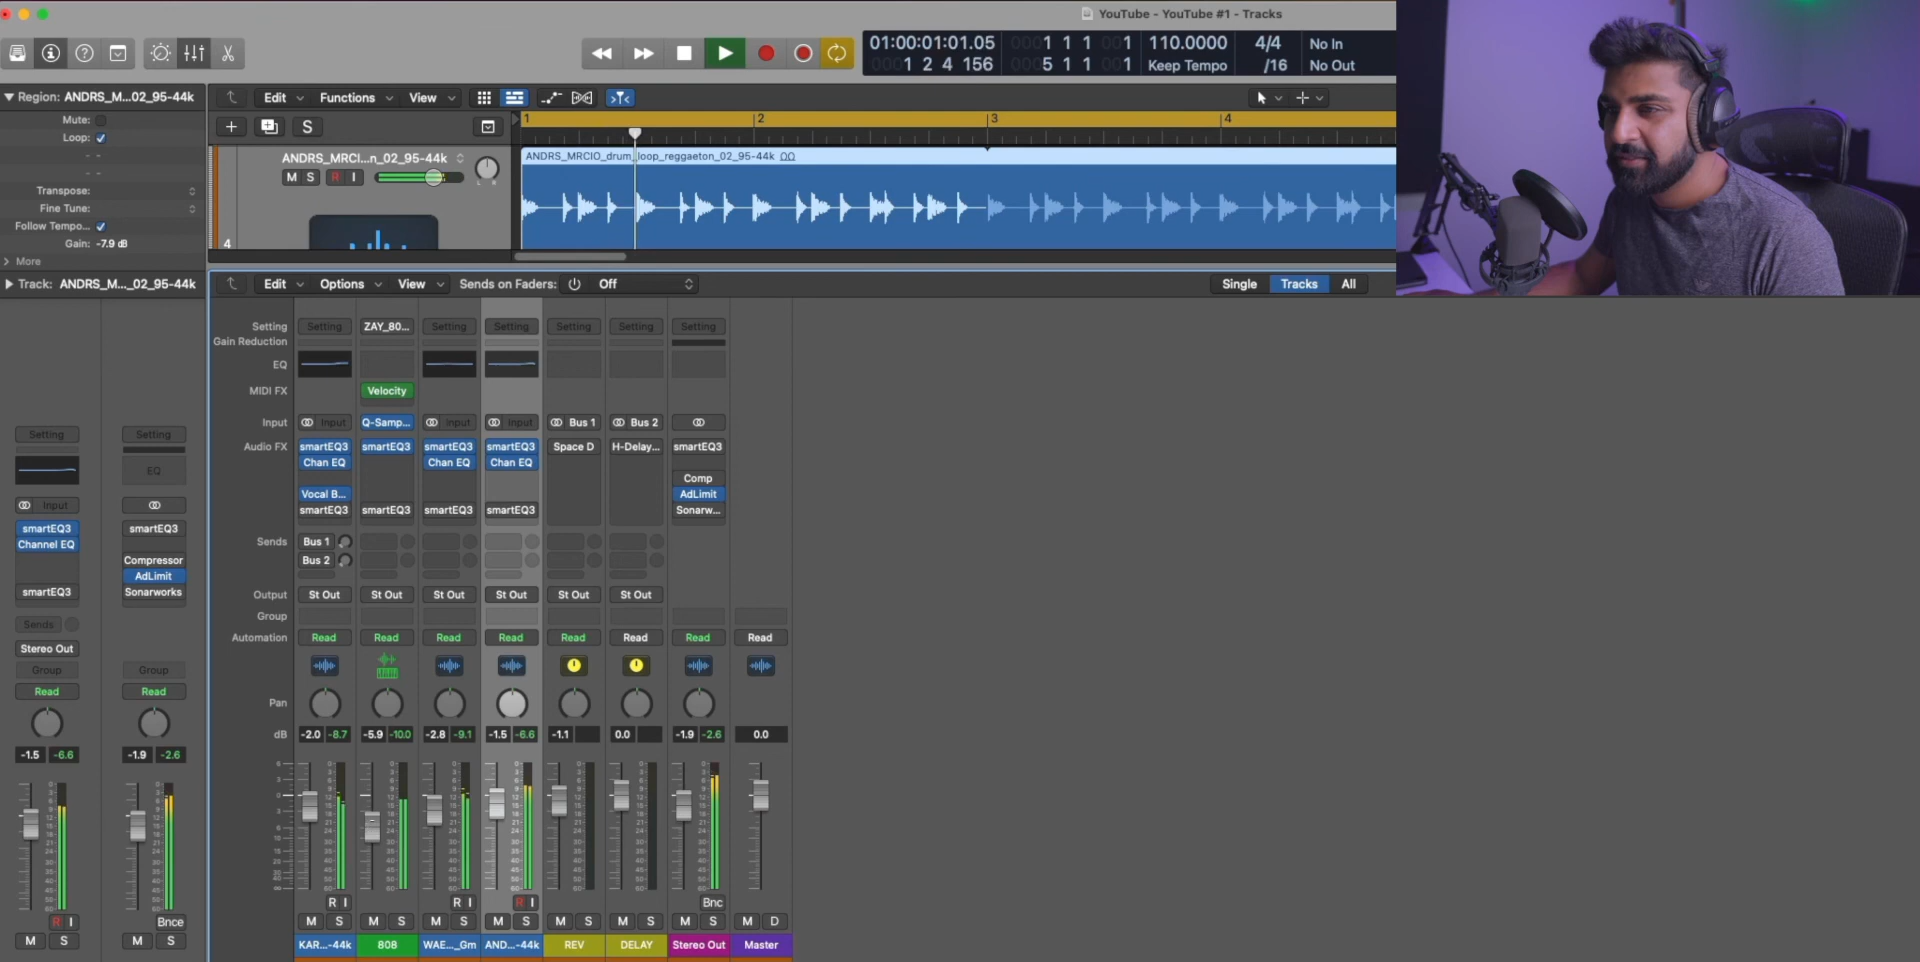 YouTube - YouTube #1 - Tracks
01:00:01:01.05
1 2 4 156
1 1 1 1
5 1 1 1
110.0000
Keep Tempo
4/4
/16
No In
No Out
Region: ANDRS_M...02_95-44k
Mute:
Loop:
Transpose:
Fine Tune:
Follow Tempo...
Gain: -7.9 dB
More
Track: ANDRS_M..._02_95-44k
Edit Functions View
S
1 2 3 4
ANDRS_MRCI...n_02_95-44k
M S R I
L R
4
ANDRS_MRCIO_drum_loop_reggaeton_02_95-44k
Edit Options View Sends on Faders: Off
Single Tracks All
Setting Setting ZAY_80... Setting Setting Setting Setting Setting
Gain Reduction
EQ
MIDI FX Velocity
Input Input Q-Samp... Input Input Bus 1 Bus 2
Audio FX smartEQ3 smartEQ3 smartEQ3 smartEQ3 Space D H-Delay... smartEQ3
Chan EQ Chan EQ Chan EQ
Comp
Vocal B... AdLimit
smartEQ3 smartEQ3 smartEQ3 smartEQ3 Sonarw...
Sends Bus 1
Bus 2
Output St Out St Out St Out St Out St Out St Out
Group
Automation Read Read Read Read Read Read Read Read
Pan
dB -2.0 -8.7 -5.9 -10.0 -2.8 -9.1 -1.5 -6.6 -1.1 0.0 -1.9 -2.6 0.0
R I R I R I Bnc
M S M S M S M S M S M S M S M D
KAR...-44k 808 WAE..._Gm AND...-44k REV DELAY Stereo Out Master
Setting Setting
EQ
Input
smartEQ3 smartEQ3
Channel EQ
Compressor
AdLimit
smartEQ3 Sonarworks
Sends
Stereo Out
Group Group
Read Read
-1.5 -6.6 -1.9 -2.6
R I Bnce
M S M S